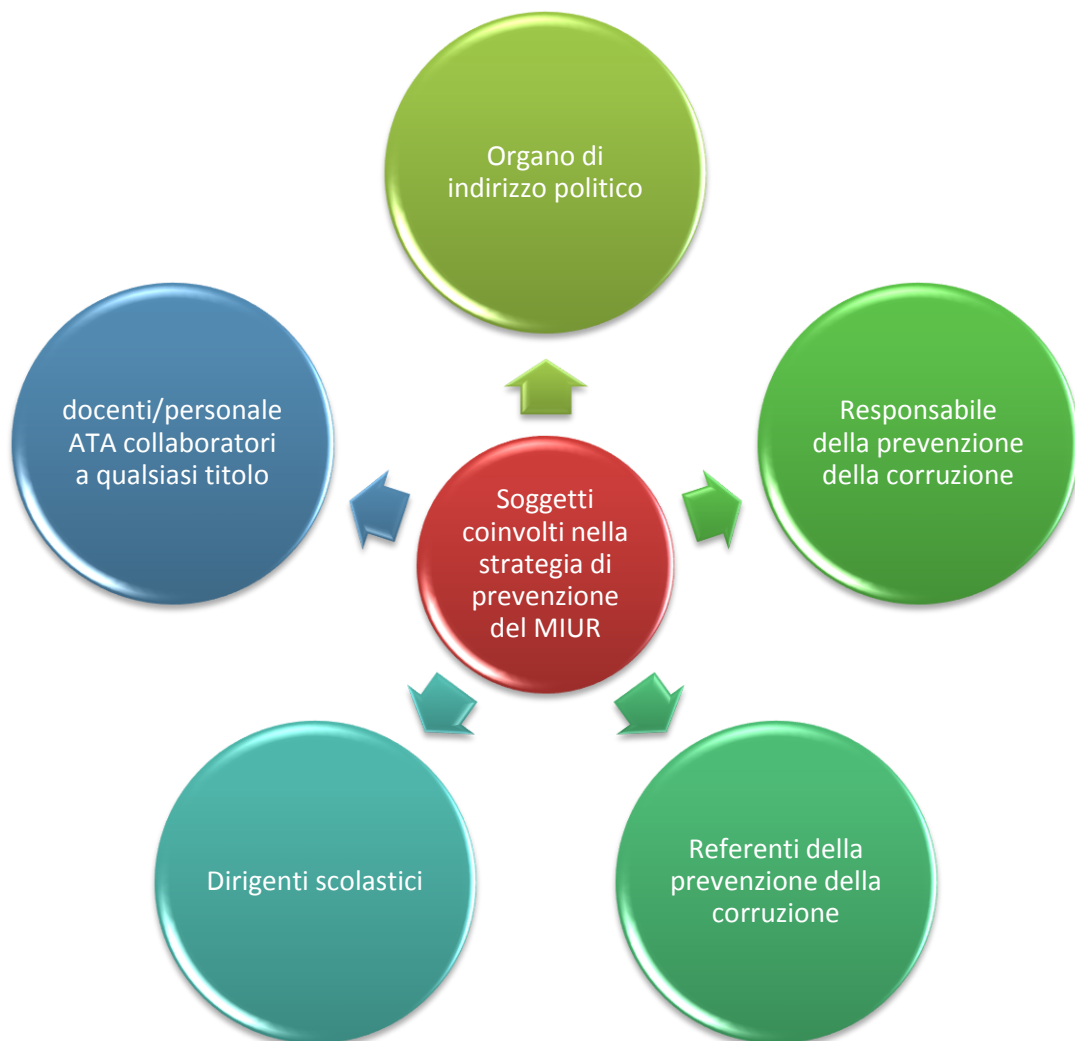 Organo di
indirizzo politico
Responsabile
della prevenzione
della corruzione
Referenti della
prevenzione della
corruzione
Dirigenti scolastici
docenti/personale
ATA collaboratori
a qualsiasi titolo
Soggetti
coinvolti nella
strategia di
prevenzione
del MIUR